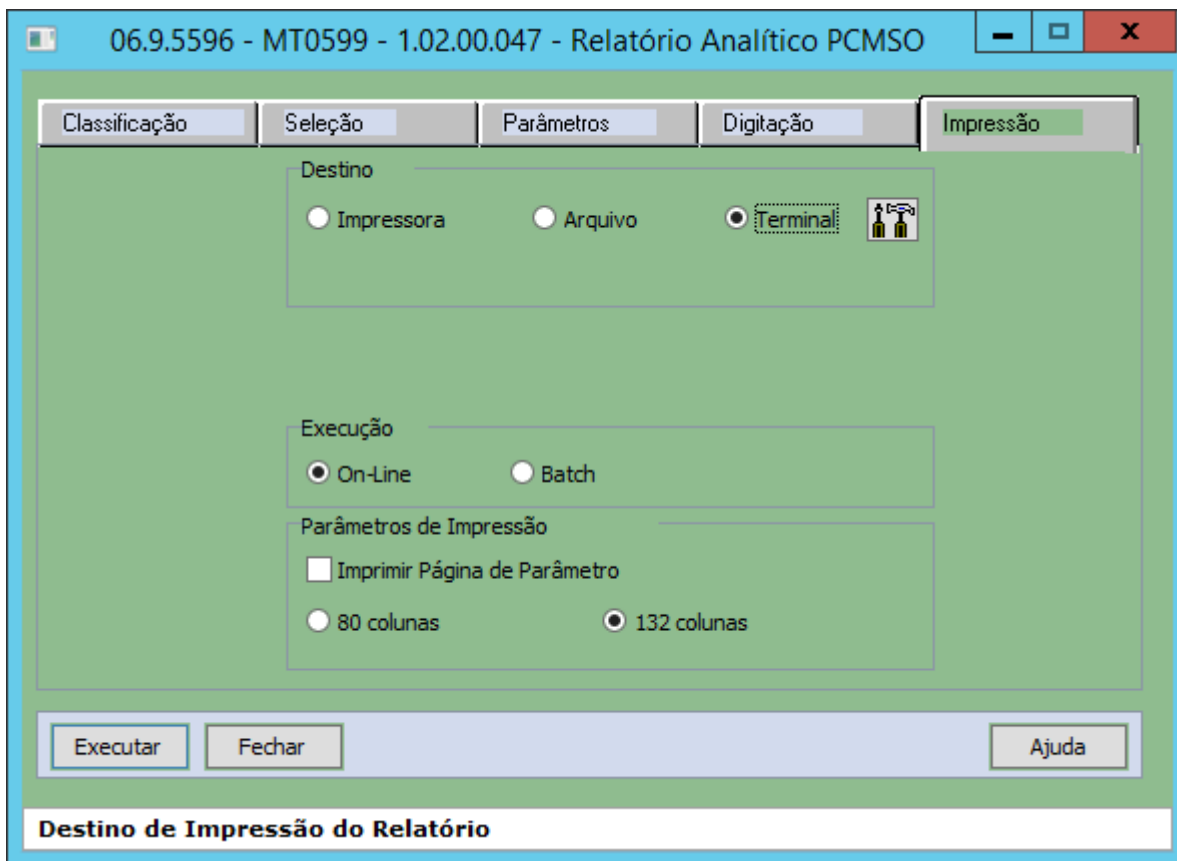 06.9.5596 - MT0599 - 1.02.00.047 - Relatório Analítico PCMSO
Classificação Seleção Parâmetros Digitação Impressão
Destino
Impressora Arquivo Terminal
Execução
On-Line Batch
Parâmetros de Impressão
Imprimir Página de Parâmetro
80 colunas 132 colunas
Executar Fechar Ajuda
Destino de Impressão do Relatório